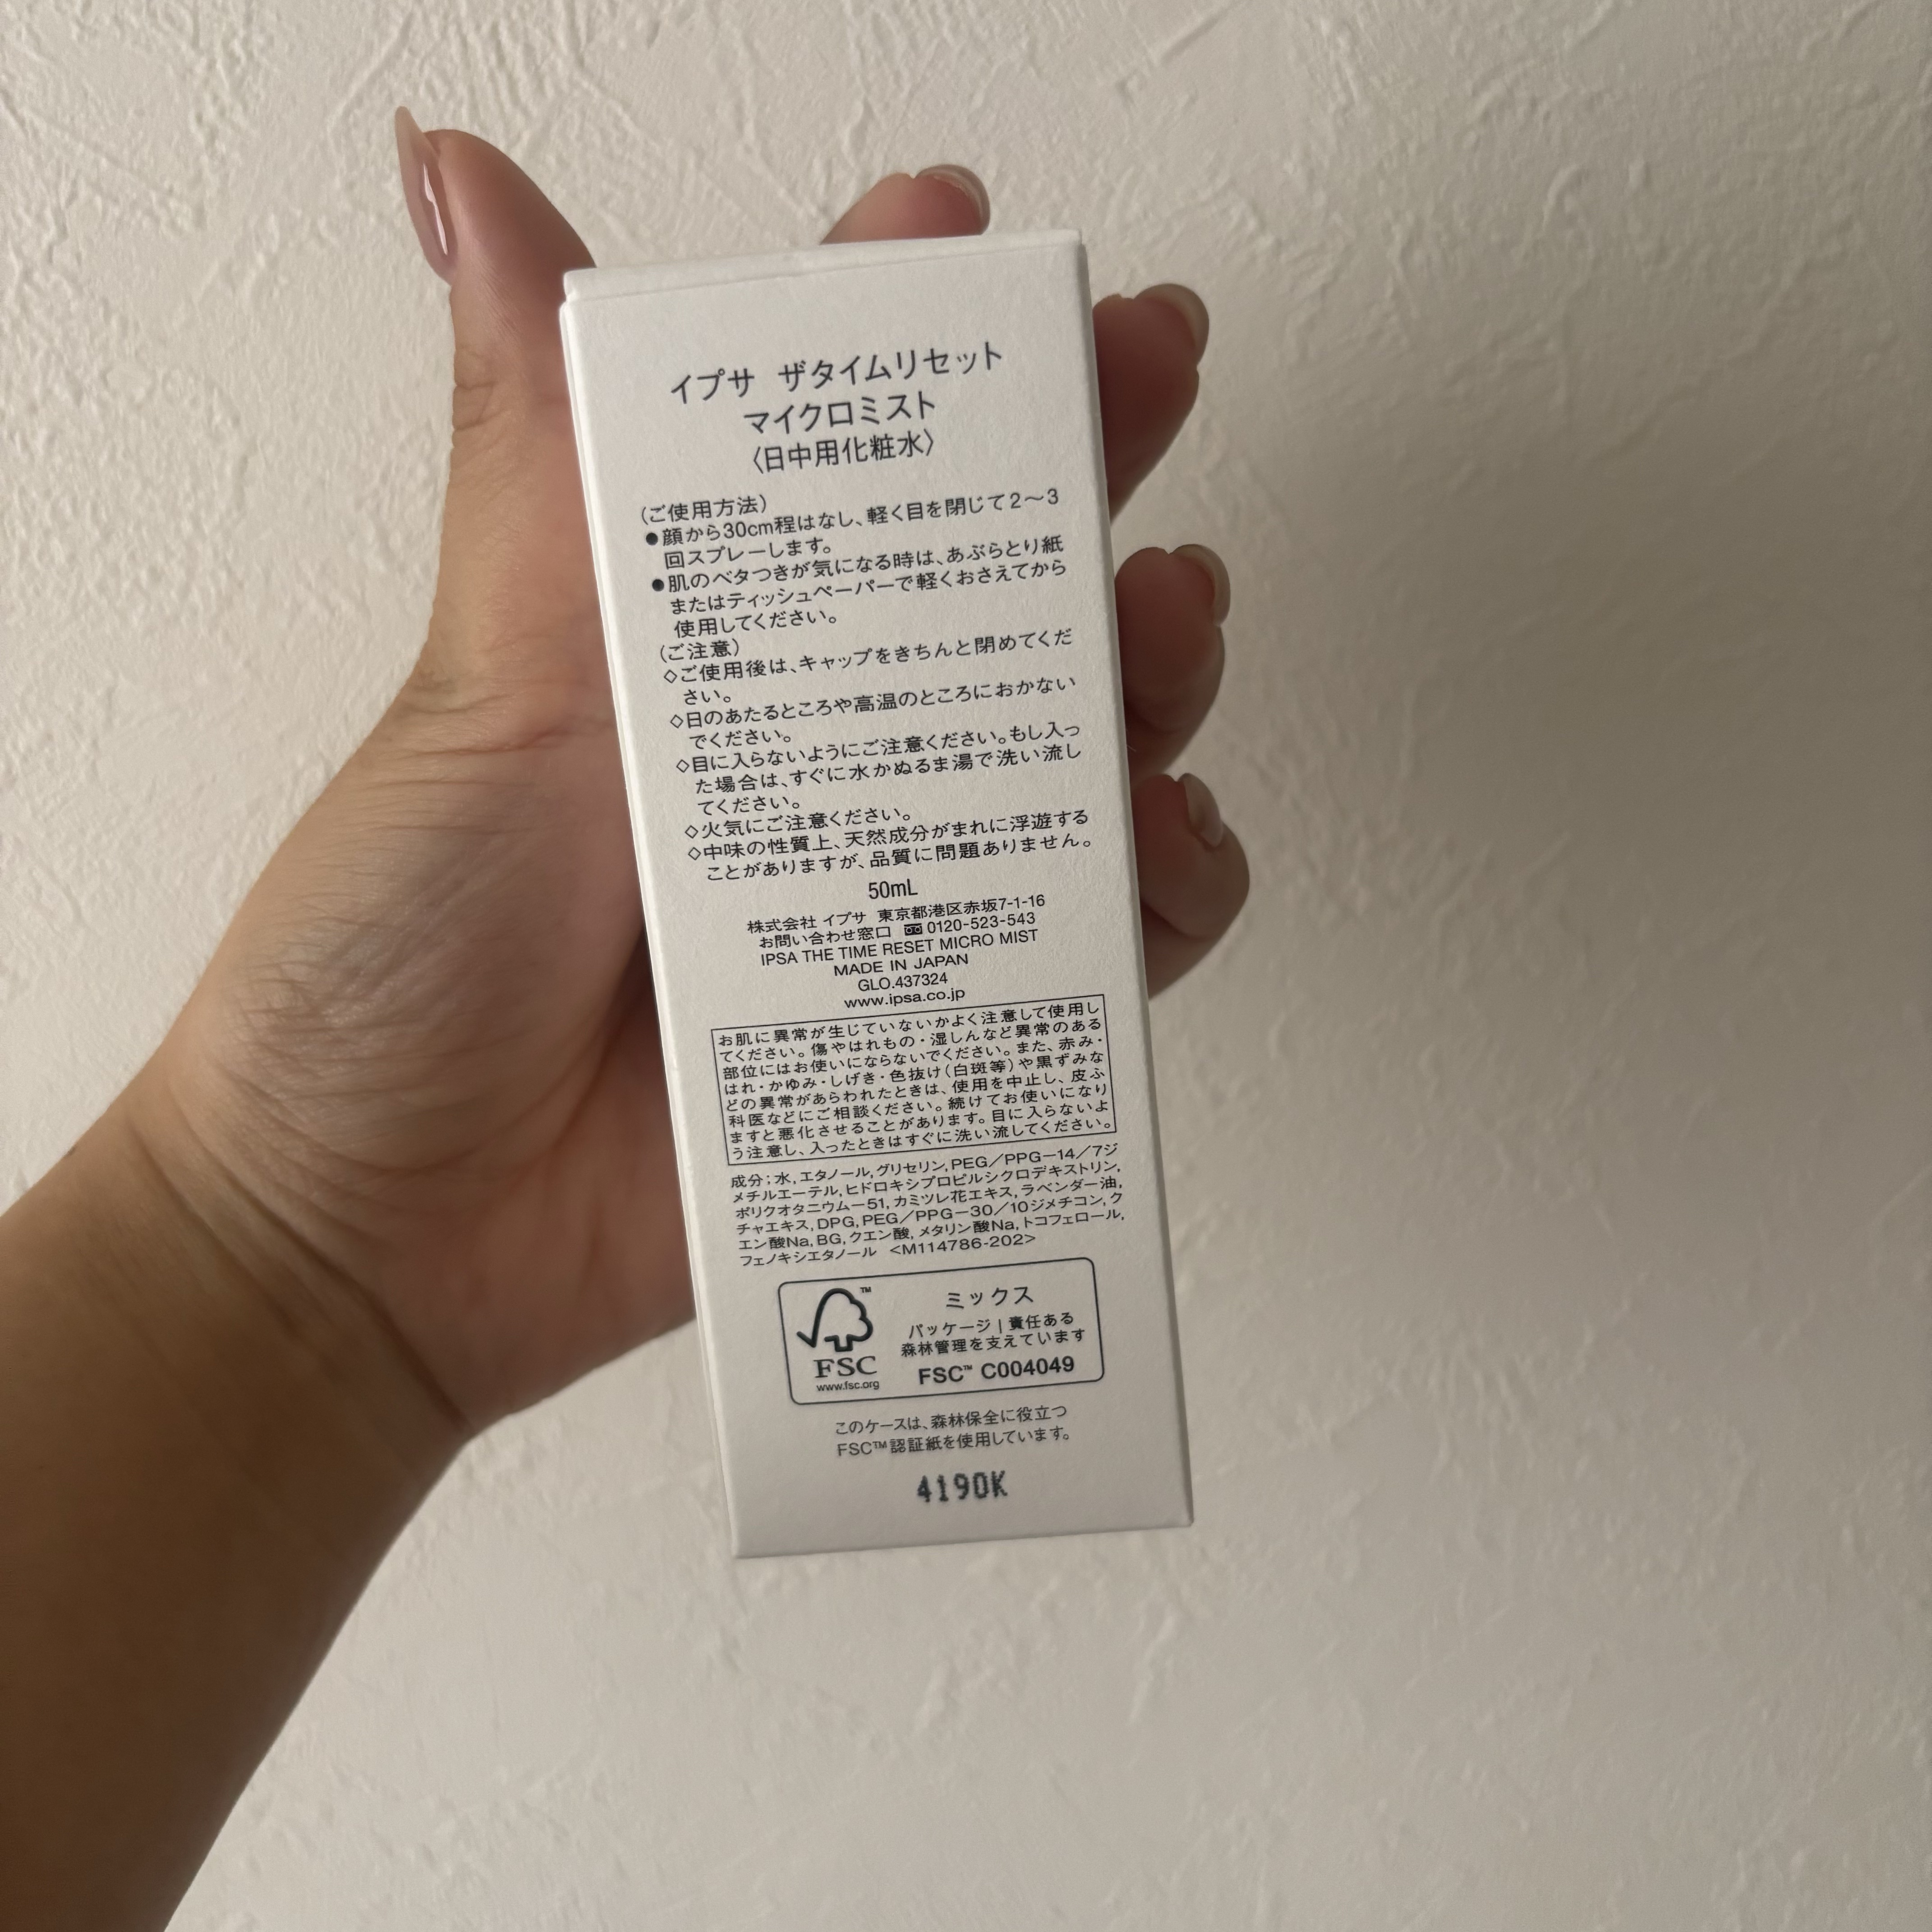 イプサ ザタイムリセット
マイクロミスト
〈日中用化粧水〉
（ご使用方法）
●顔から30cm程はなし、軽く目を閉じて2～3
回スプレーします。
●肌のベタつきが気になる時は、あぶらとり紙
またはティッシュペーパーで軽くおさえてから
使用してください。
（ご注意）
◇ご使用後は、キャップをきちんと閉めてくだ
さい。
◇日のあたるところや高温のところにおかない
でください。
◇目に入らないようにご注意ください。もし入っ
た場合は、すぐに水かぬるま湯で洗い流し
てください。
◇火気にご注意ください。
◇中味の性質上、天然成分がまれに浮遊する
ことがありますが、品質に問題ありません。
50mL
株式会社 イプサ 東京都港区赤坂7-1-16
お問い合わせ窓口 0120-523-543
IPSA THE TIME RESET MICRO MIST
MADE IN JAPAN
GLO.437324
www.ipsa.co.jp
お肌に異常が生じていないかよく注意して使用し
てください。傷やはれもの・湿しんなど異常のある
部位にはお使いにならないでください。また、赤み・
はれ・かゆみ・しげき・色抜け（白斑等）や黒ずみな
どの異常があらわれたときは、使用を中止し、皮ふ
科医などにご相談ください。続けてお使いになり
ますと悪化させることがあります。目に入らないよ
う注意し、入ったときはすぐに洗い流してください。
成分；水,エタノール,グリセリン,PEG／PPG－14／7ジ
メチルエーテル,ヒドロキシプロピルシクロデキストリン,
ポリクオタニウム－51,カミツレ花エキス,ラベンダー油,
チャエキス,DPG,PEG／PPG－30／10ジメチコン,ク
エン酸Na,BG,クエン酸,メタリン酸Na,トコフェロール,
フェノキシエタノール <M114786-202>
FSC
www.fsc.org
ミックス
パッケージ｜責任ある
森林管理を支えています
FSC™ C004049
このケースは、森林保全に役立つ
FSC™認証紙を使用しています。
4190K